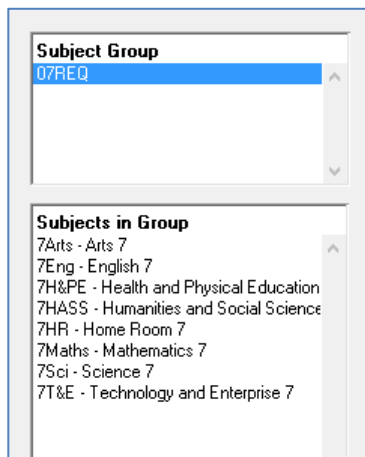 Subject Group
07REQ
Subjects in Group
7Arts - Arts 7
7Eng - English 7
7H&PE - Health and Physical Education
7HASS - Humanities and Social Science
7HR - Home Room 7
7Maths - Mathematics 7
7Sci - Science 7
7T&E - Technology and Enterprise 7